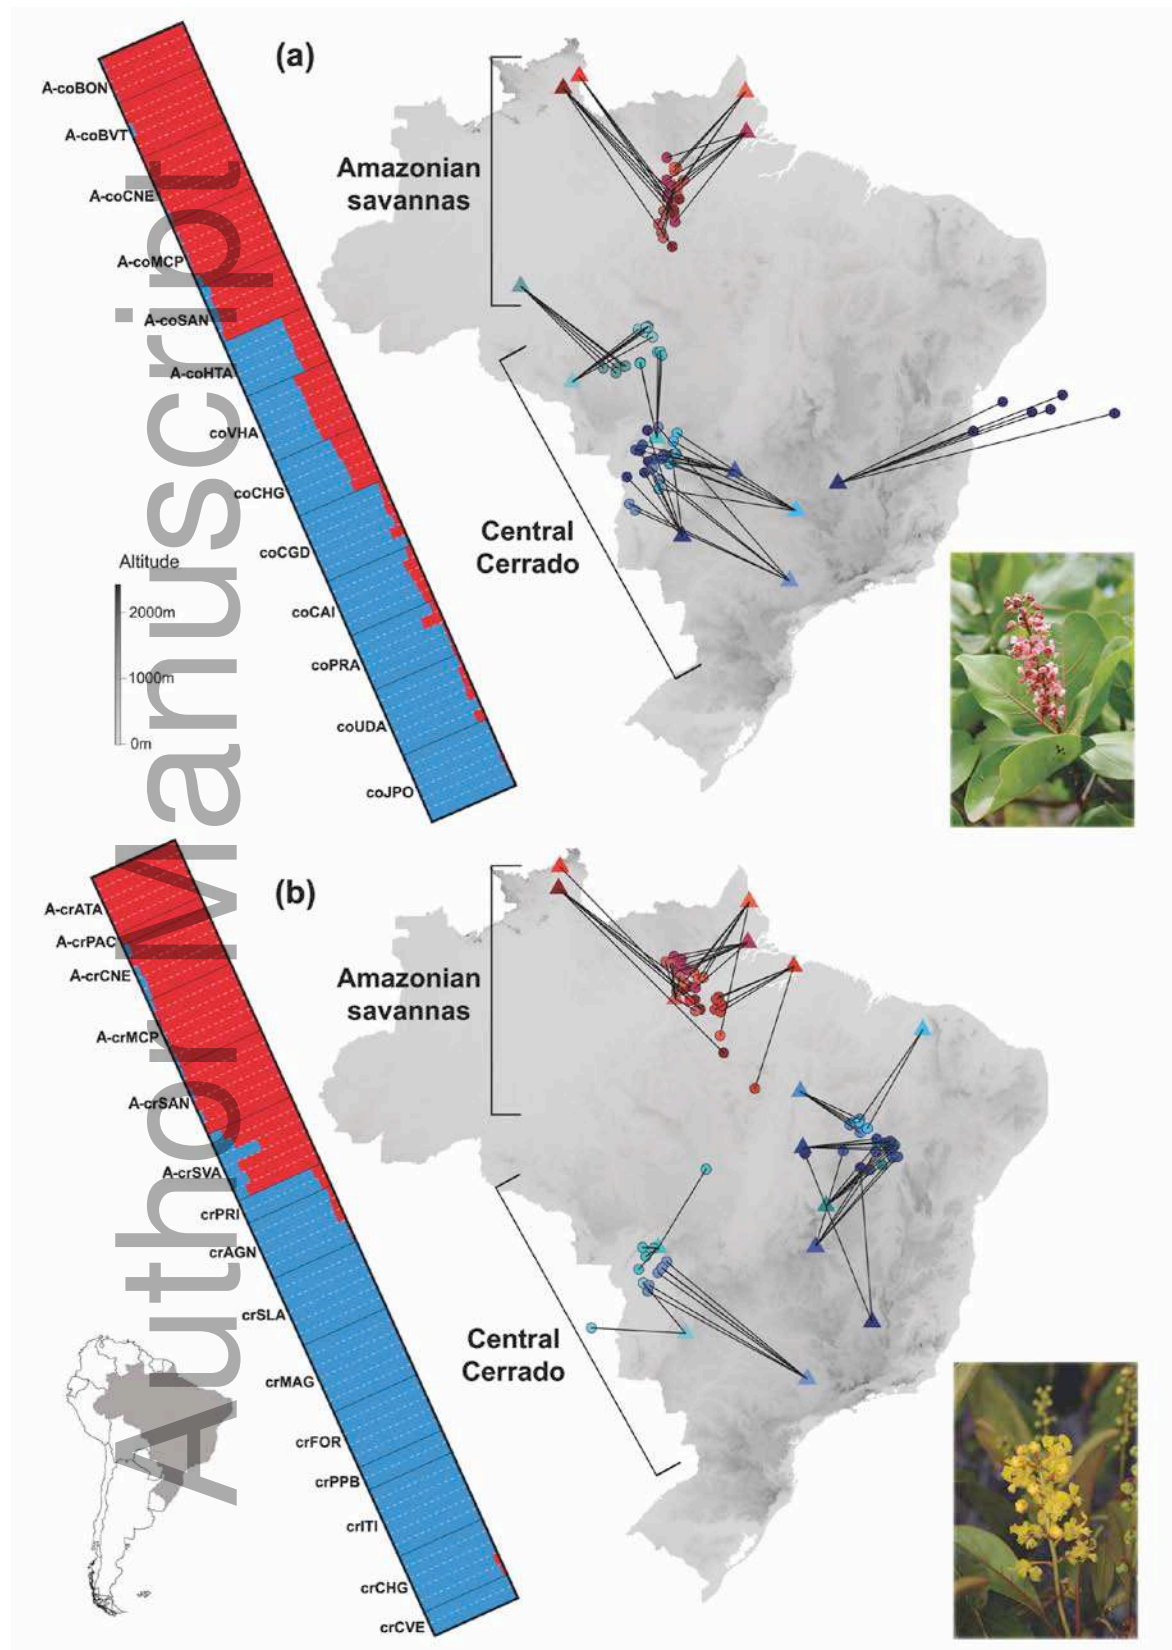 (a)
A-coBON
A-coBVT
A-coCNE
A-coMCP
A-coSAN
A-coHTA
coVHA
coCHG
coCGD
coCAI
coPRA
coUDA
coJPO
Amazonian
savannas
Central
Cerrado
Altitude
2000m
1000m
0m
(b)
A-crATA
A-crPAC
A-crCNE
A-crMCP
A-crSAN
A-crSVA
crPRI
crAGN
crSLA
crMAG
crFOR
crPPB
crITI
crCHG
crCVE
Amazonian
savannas
Central
Cerrado
Author Manuscript